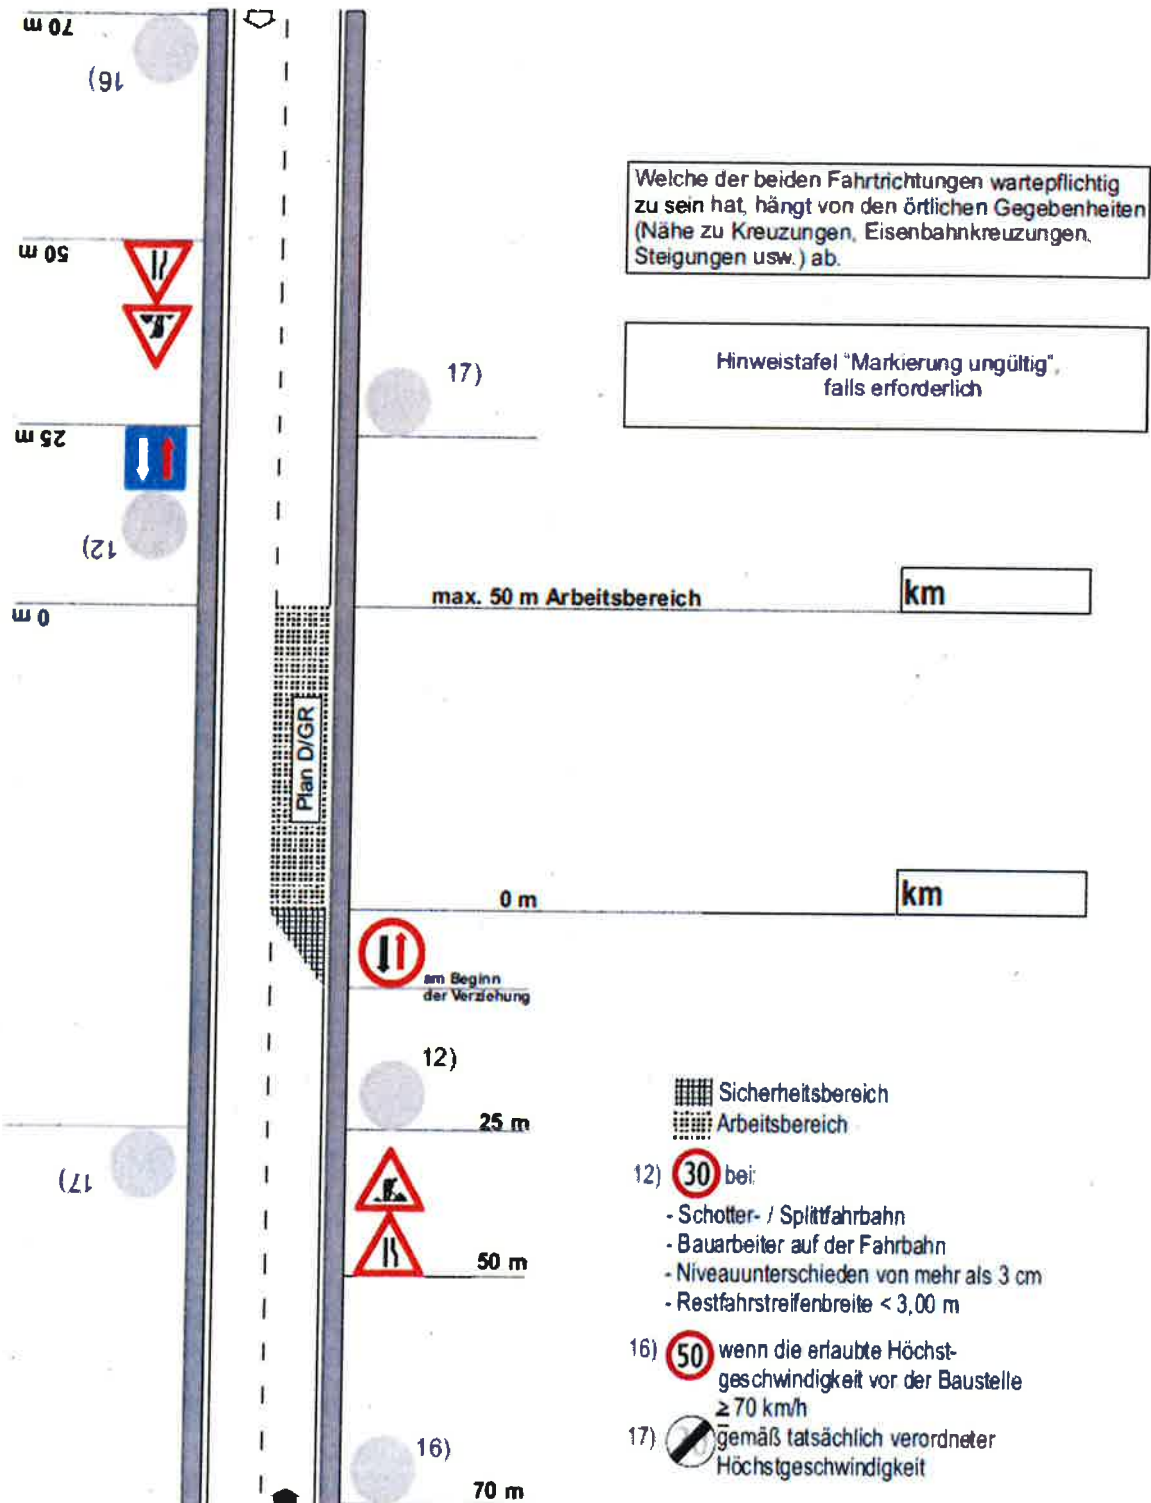 70 m
16)
50 m
25 m
12)
0 m
17)
Welche der beiden Fahrtrichtungen wartepflichtig
zu sein hat, hängt von den örtlichen Gegebenheiten
(Nähe zu Kreuzungen, Eisenbahnkreuzungen,
Steigungen usw.) ab.
Hinweistafel "Markierung ungültig",
falls erforderlich
17)
max. 50 m Arbeitsbereich
km
Plan D/GR
0 m
km
am Beginn
der Verziehung
12)
25 m
50 m
16)
70 m
Sicherheitsbereich
Arbeitsbereich
12) 30 bei:
- Schotter- / Splittfahrbahn
- Bauarbeiter auf der Fahrbahn
- Niveauunterschieden von mehr als 3 cm
- Restfahrstreifenbreite < 3,00 m
16) 50 wenn die erlaubte Höchst-
geschwindigkeit vor der Baustelle
≥ 70 km/h
17) gemäß tatsächlich verordneter
Höchstgeschwindigkeit